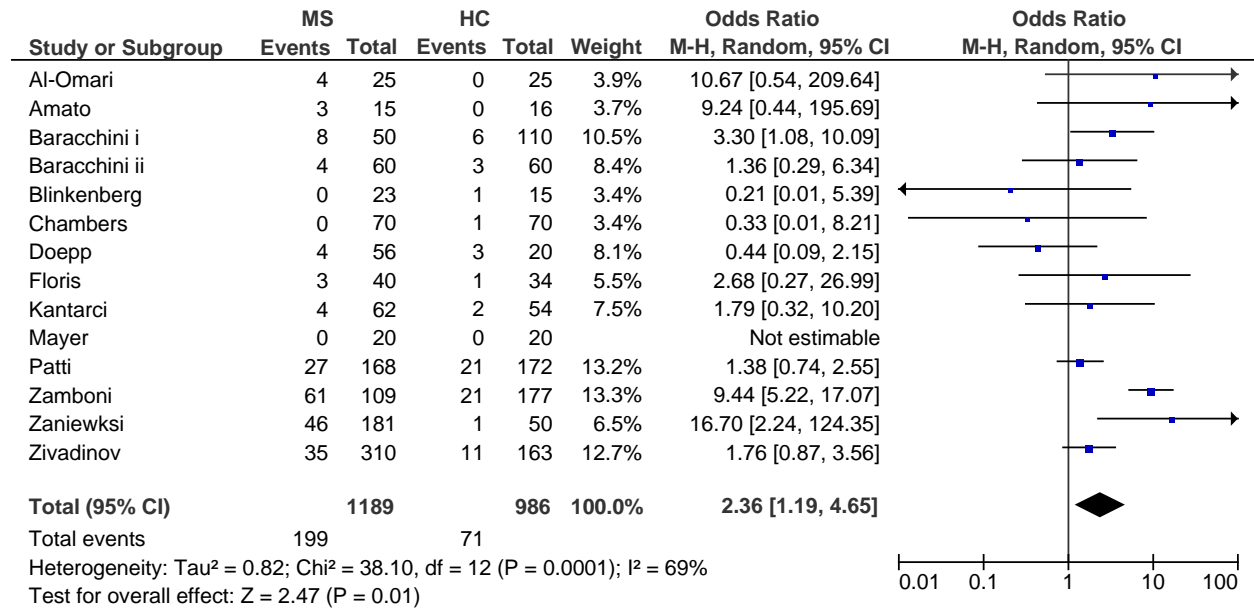 MS HC Odds Ratio Odds Ratio
Study or Subgroup Events Total Events Total Weight M-H, Random, 95% CI M-H, Random, 95% CI
Al-Omari 4 25 0 25 3.9% 10.67 [0.54, 209.64]
Amato 3 15 0 16 3.7% 9.24 [0.44, 195.69]
Baracchini i 8 50 6 110 10.5% 3.30 [1.08, 10.09]
Baracchini ii 4 60 3 60 8.4% 1.36 [0.29, 6.34]
Blinkenberg 0 23 1 15 3.4% 0.21 [0.01, 5.39]
Chambers 0 70 1 70 3.4% 0.33 [0.01, 8.21]
Doepp 4 56 3 20 8.1% 0.44 [0.09, 2.15]
Floris 3 40 1 34 5.5% 2.68 [0.27, 26.99]
Kantarci 4 62 2 54 7.5% 1.79 [0.32, 10.20]
Mayer 0 20 0 20 Not estimable
Patti 27 168 21 172 13.2% 1.38 [0.74, 2.55]
Zamboni 61 109 21 177 13.3% 9.44 [5.22, 17.07]
Zaniewksi 46 181 1 50 6.5% 16.70 [2.24, 124.35]
Zivadinov 35 310 11 163 12.7% 1.76 [0.87, 3.56]
Total (95% CI) 1189 986 100.0% 2.36 [1.19, 4.65]
Total events 199 71
Heterogeneity: Tau² = 0.82; Chi² = 38.10, df = 12 (P = 0.0001); I² = 69%
Test for overall effect: Z = 2.47 (P = 0.01)
0.01 0.1 1 10 100